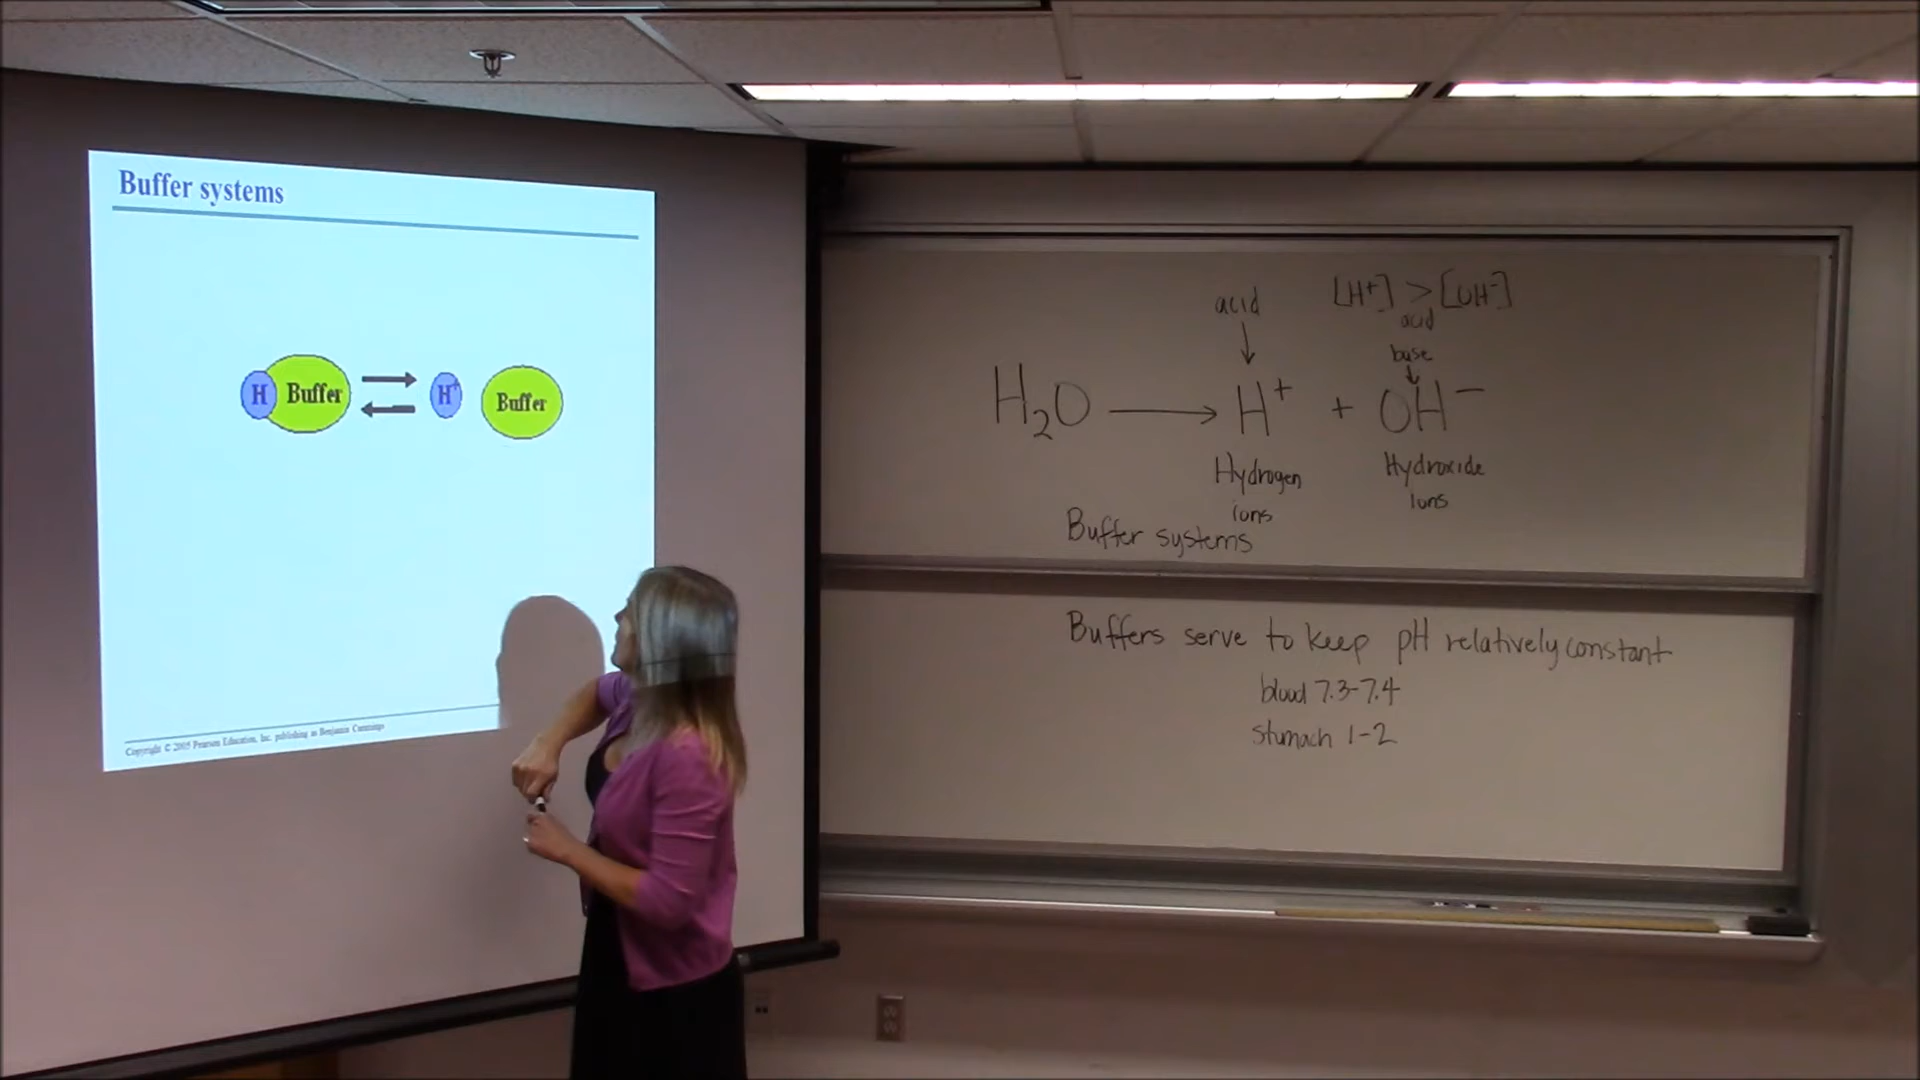 Buffer systems
H Buffer H+ Buffer
Copyright © 2005 Pearson Education, Inc. publishing as Benjamin Cummings
acid [H+] > [OH-]
acid
base
H2O → H+ + OH-
Hydrogen Hydroxide
ions Ions
Buffer systems
Buffers serve to keep pH relatively constant
blood 7.3-7.4
stomach 1-2